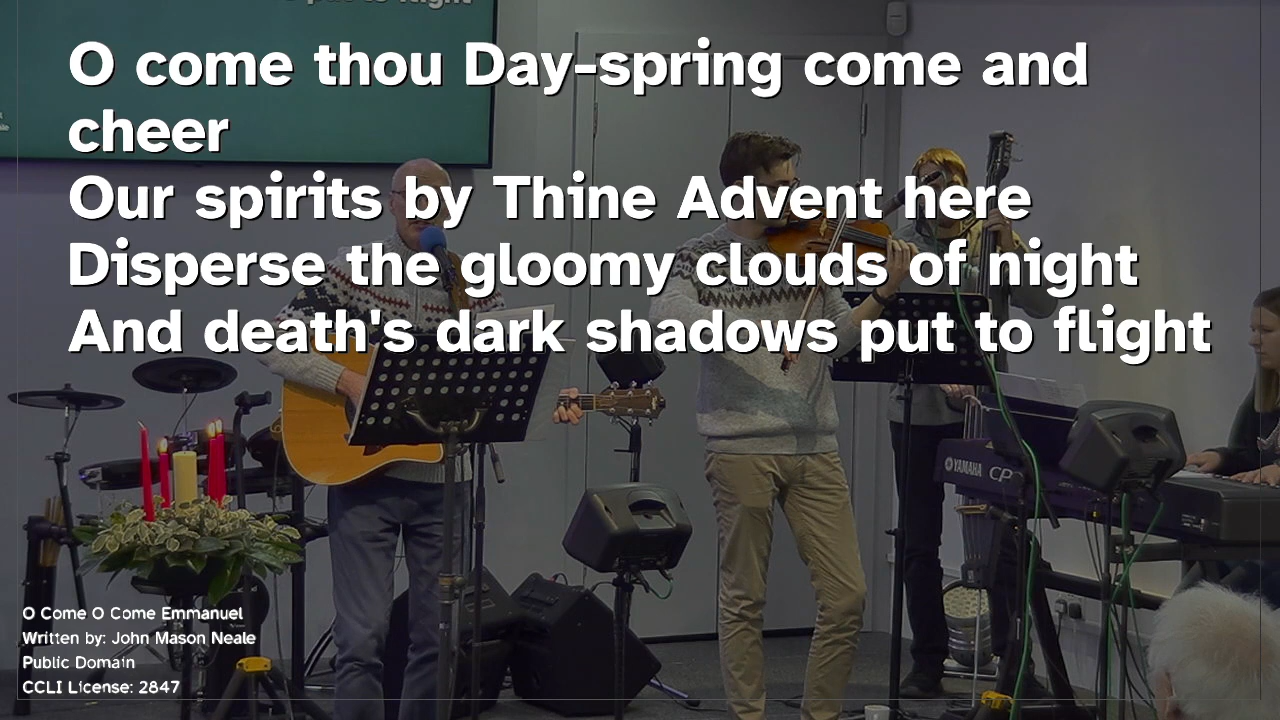 O come thou Day-spring come and
cheer
Our spirits by Thine Advent here
Disperse the gloomy clouds of night
And death's dark shadows put to flight
YAMAHA CP
O Come O Come Emmanuel
Written by: John Mason Neale
Public Domain
CCLI License: 2847